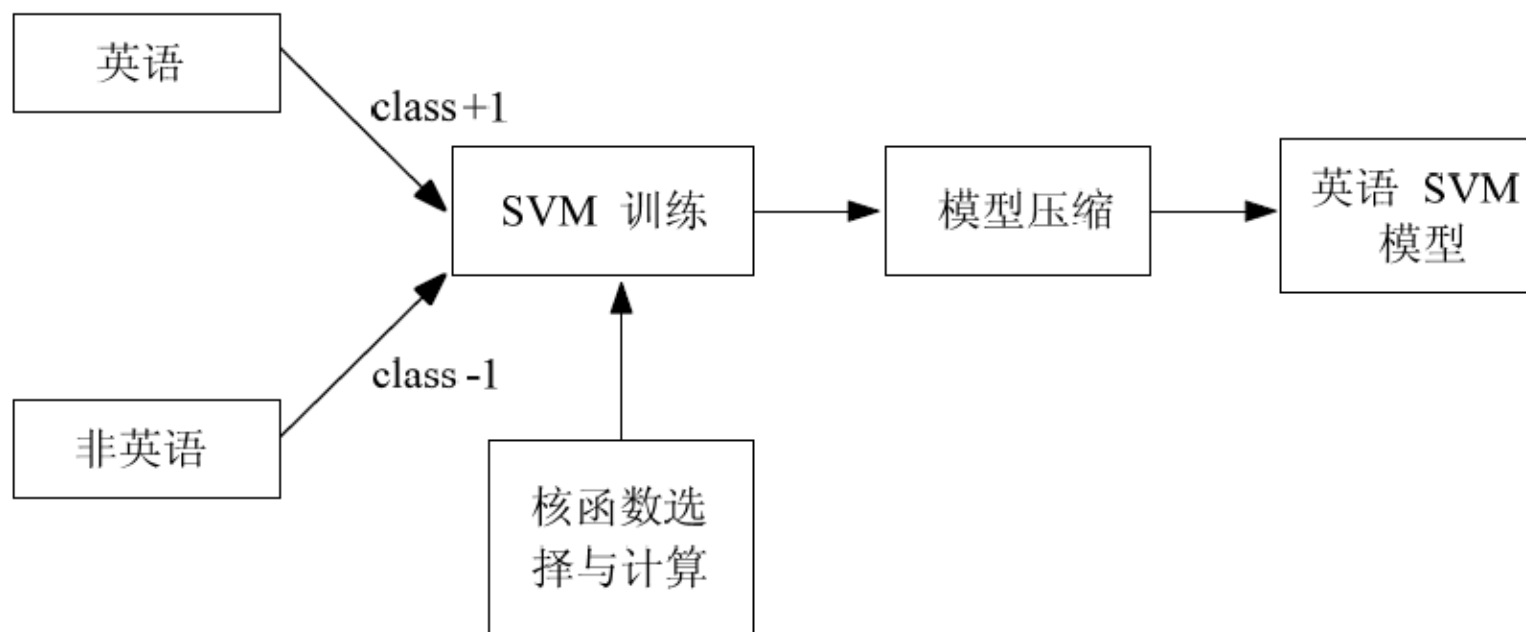 英语
class+1
SVM 训练
模型压缩
英语 SVM
模型
class-1
非英语
核函数选
择与计算